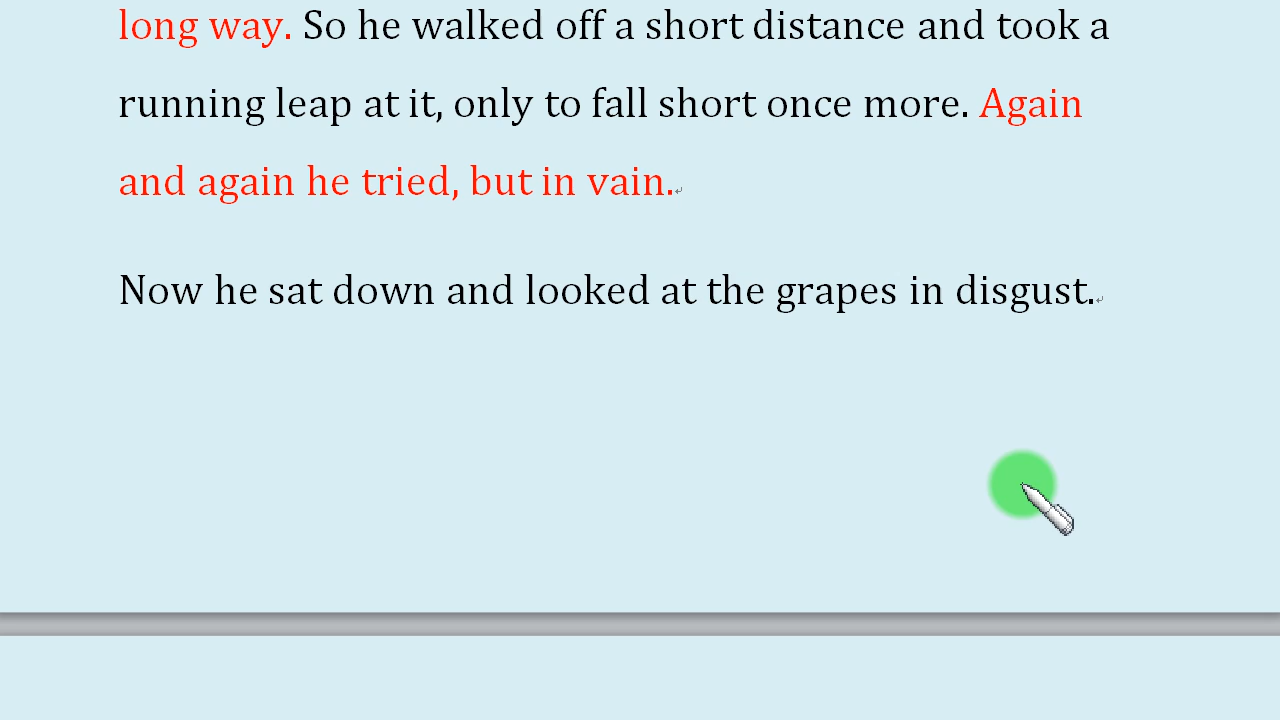 long way. So he walked off a short distance and took a
running leap at it, only to fall short once more. Again
and again he tried, but in vain.
Now he sat down and looked at the grapes in disgust.